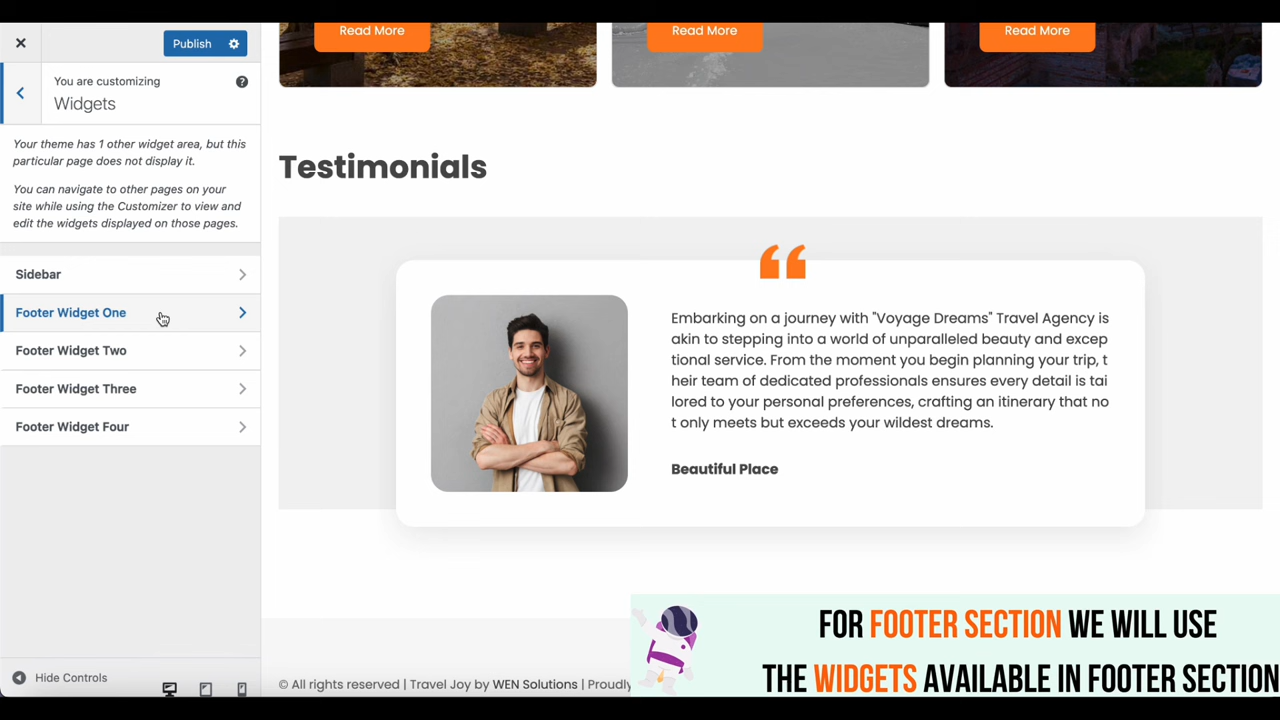 Read More
Read More
Read More
Publish
You are customizing
Widgets
Your theme has 1 other widget area, but this
particular page does not display it.
You can navigate to other pages on your
site while using the Customizer to view and
edit the widgets displayed on those pages.
Sidebar
Footer Widget One
Footer Widget Two
Footer Widget Three
Footer Widget Four
Hide Controls
Testimonials
Embarking on a journey with "Voyage Dreams" Travel Agency is
akin to stepping into a world of unparalleled beauty and excep
tional service. From the moment you begin planning your trip, t
heir team of dedicated professionals ensures every detail is tai
lored to your personal preferences, crafting an itinerary that no
t only meets but exceeds your wildest dreams.
Beautiful Place
FOR FOOTER SECTION WE WILL USE
THE WIDGETS AVAILABLE IN FOOTER SECTION
© All rights reserved | Travel Joy by WEN Solutions | Proudly